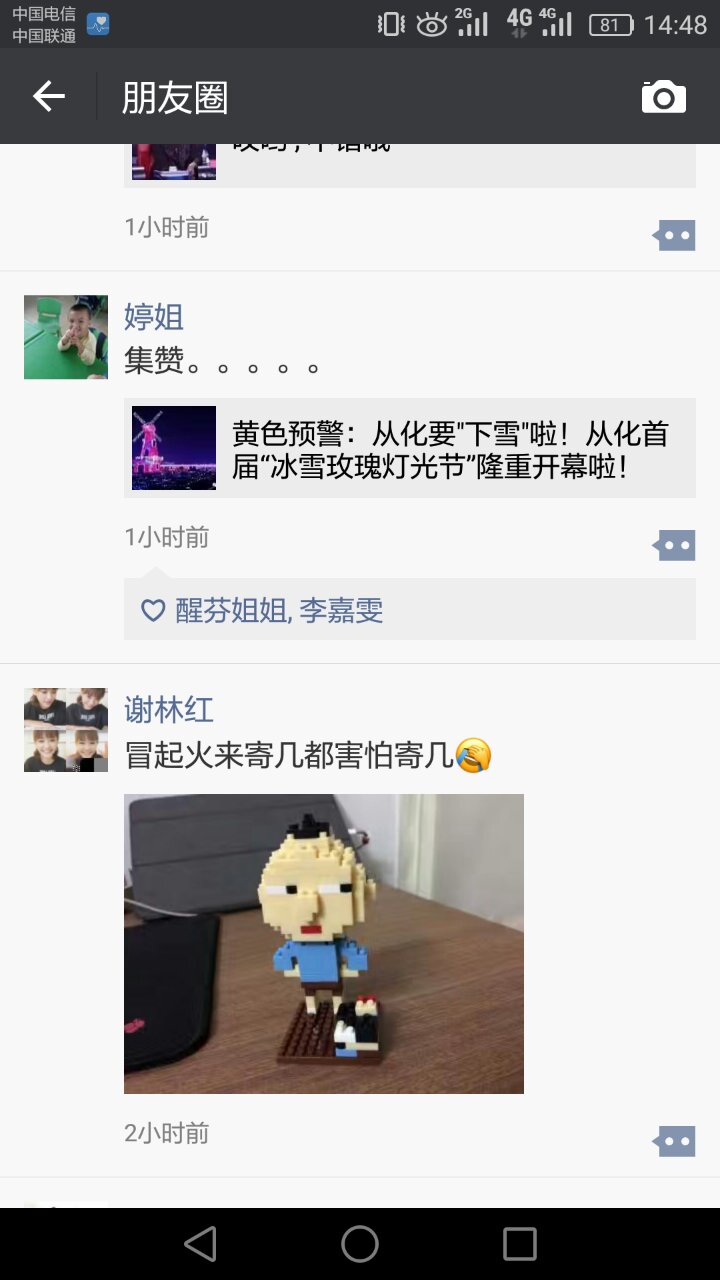 中国电信
中国联通
2G
4G
4G
81
14:48
朋友圈
1小时前
婷姐
集赞。。。。。
黄色预警：从化要"下雪"啦！从化首
届“冰雪玫瑰灯光节”隆重开幕啦！
1小时前
醒芬姐姐, 李嘉雯
谢林红
冒起火来寄几都害怕寄几😂
2小时前